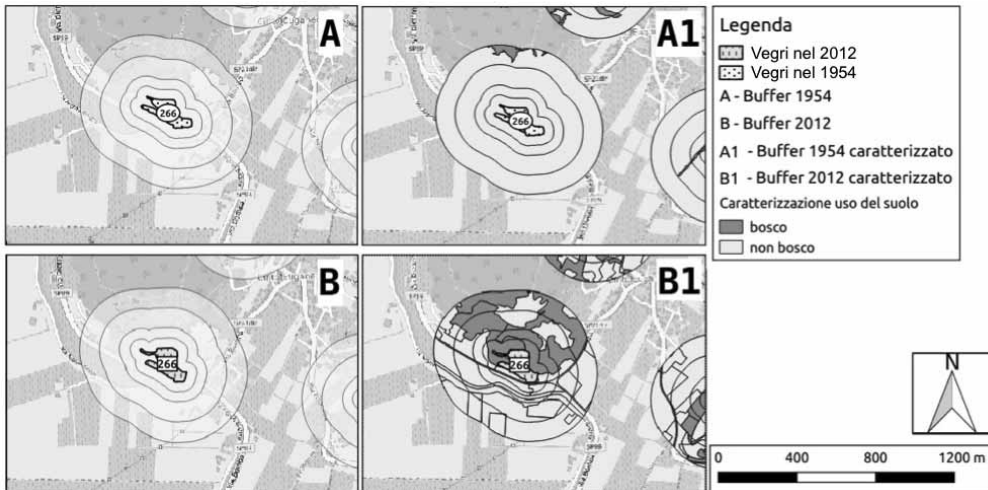 A
266
A1
266
B
266
B1
266
Legenda
Vegri nel 2012
Vegri nel 1954
A - Buffer 1954
B - Buffer 2012
A1 - Buffer 1954 caratterizzato
B1 - Buffer 2012 caratterizzato
Caratterizzazione uso del suolo
bosco
non bosco
N
0 400 800 1200 m